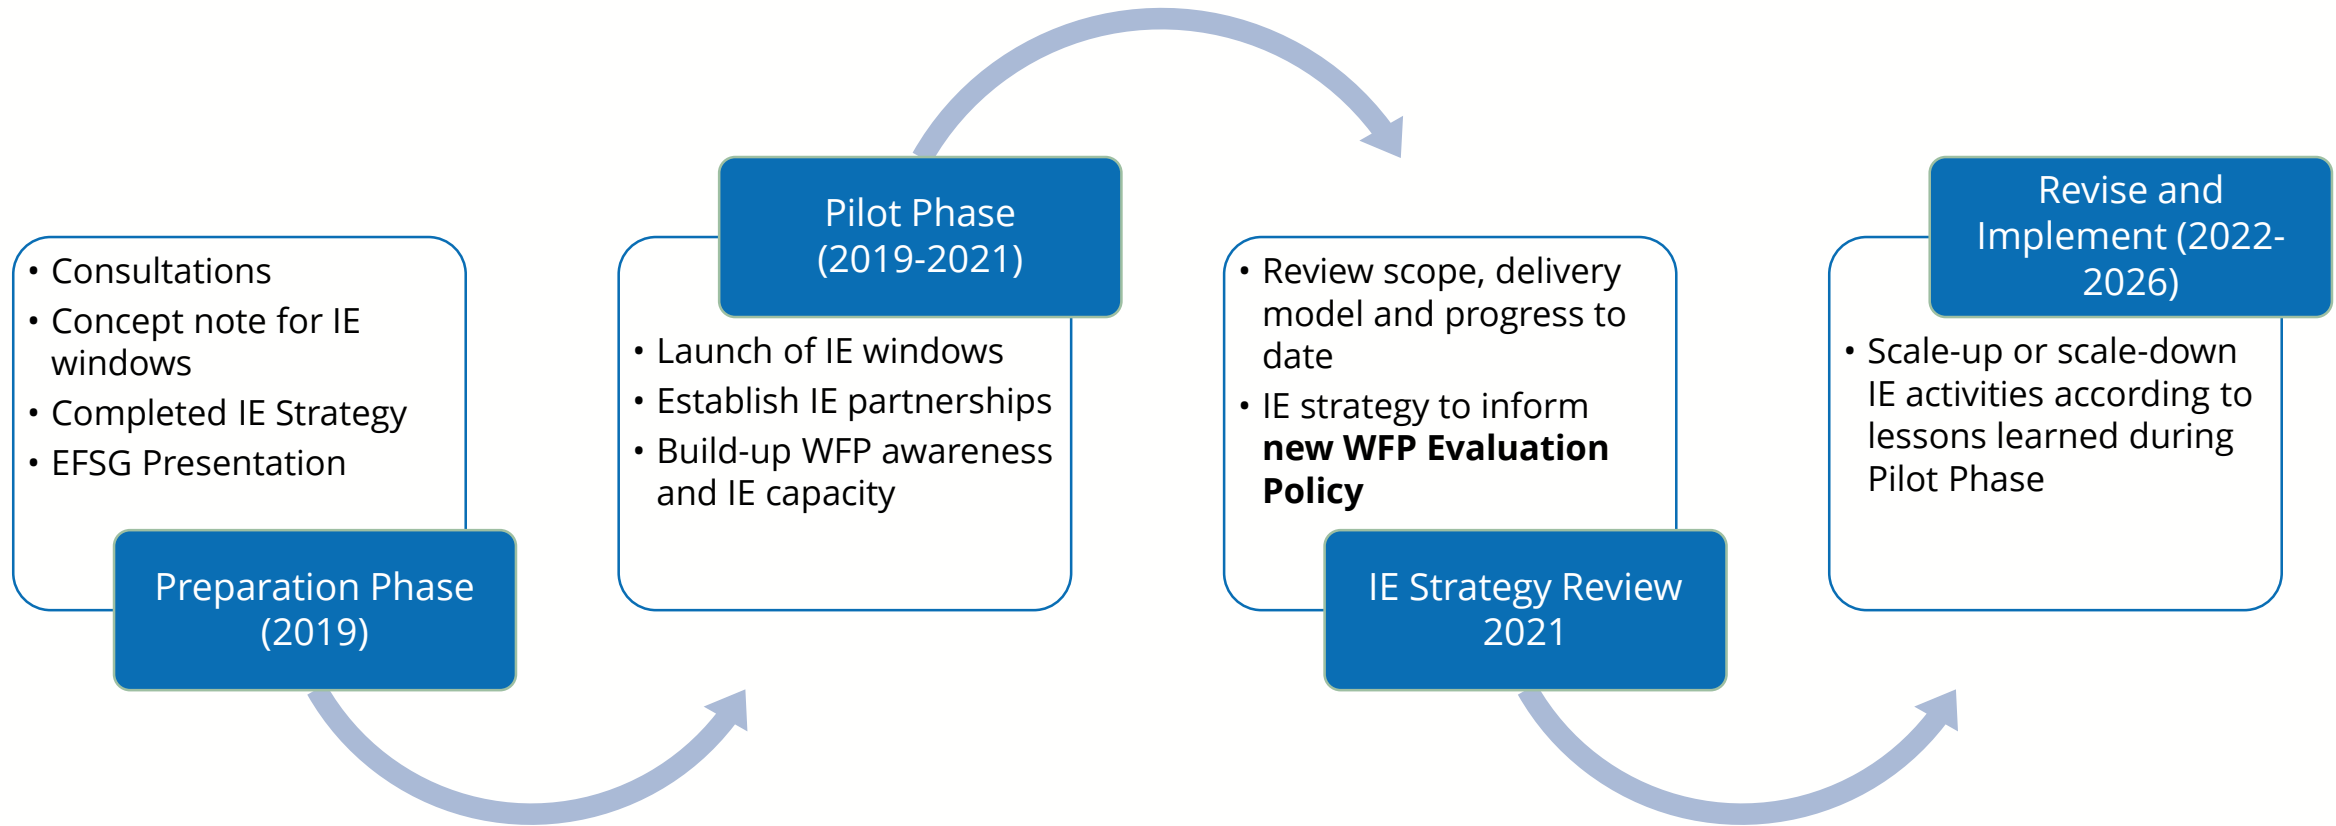 • Consultations
• Concept note for IE
windows
• Completed IE Strategy
• EFSG Presentation
Preparation Phase
(2019)
Pilot Phase
(2019-2021)
• Launch of IE windows
• Establish IE partnerships
• Build-up WFP awareness
and IE capacity
• Review scope, delivery
model and progress to
date
• IE strategy to inform
new WFP Evaluation
Policy
IE Strategy Review
2021
Revise and
Implement (2022-
2026)
• Scale-up or scale-down
IE activities according to
lessons learned during
Pilot Phase